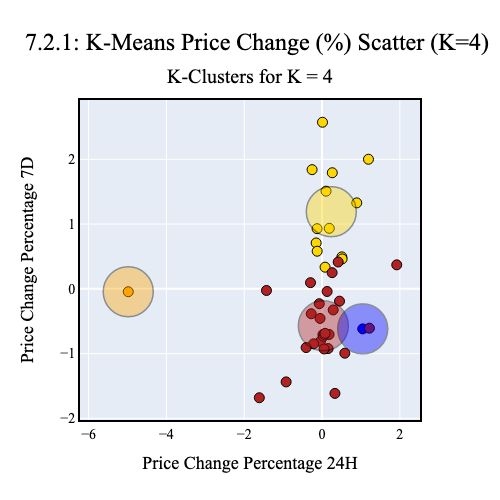 7.2.1: K-Means Price Change (%) Scatter (K=4)
K-Clusters for K = 4
Price Change Percentage 7D
2
1
0
−1
−2
−6 −4 −2 0 2
Price Change Percentage 24H